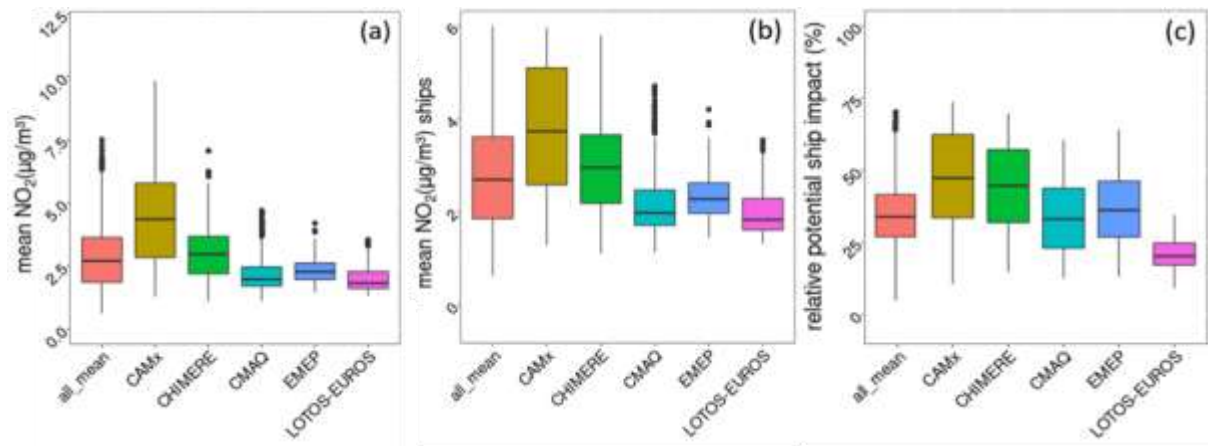 (a)
mean NO₂(µg/m³)
12.5
10.0
7.5
5.0
2.5
0.0
all_mean
CAMx
CHIMERE
CMAQ
EMEP
LOTOS-EUROS
(b)
mean NO₂(µg/m³) ships
6
4
2
0
all_mean
CAMx
CHIMERE
CMAQ
EMEP
LOTOS-EUROS
(c)
relative potential ship impact (%)
100
75
50
25
0
all_mean
CAMx
CHIMERE
CMAQ
EMEP
LOTOS-EUROS